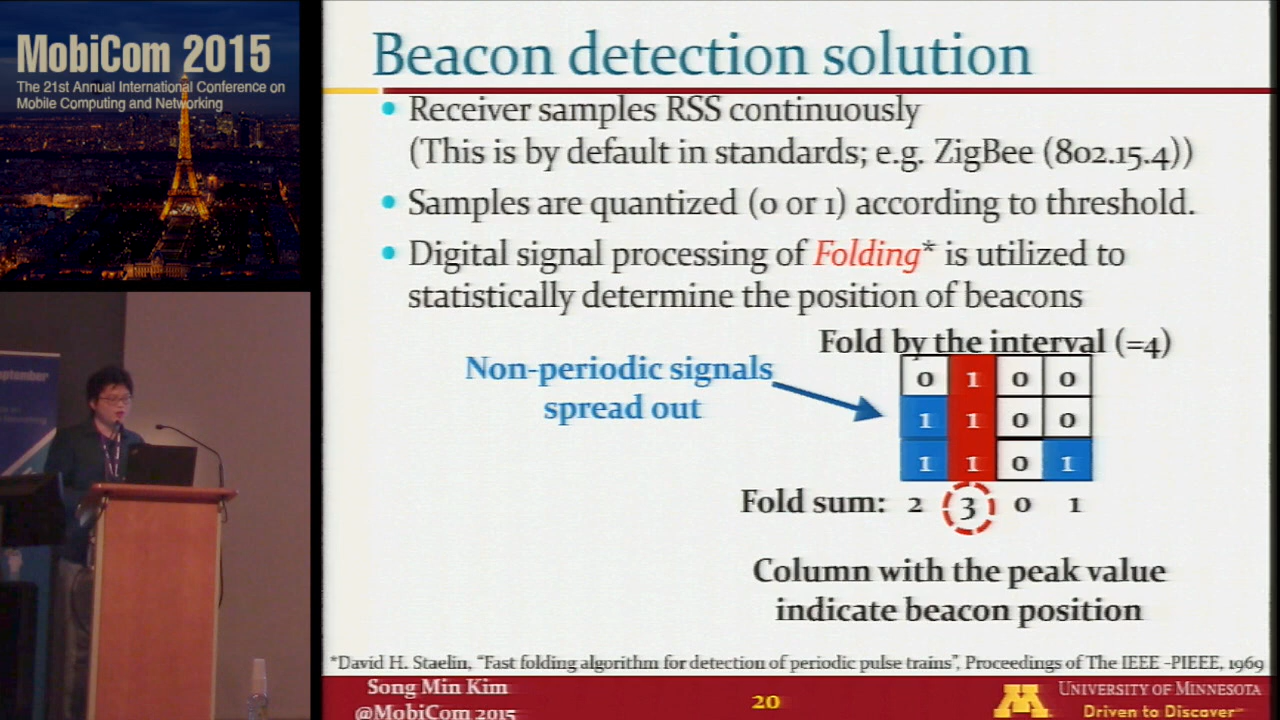 MobiCom 2015
The 21st Annual International Conference on
Mobile Computing and Networking
Beacon detection solution
• Receiver samples RSS continuously
(This is by default in standards; e.g. ZigBee (802.15.4))
• Samples are quantized (0 or 1) according to threshold.
• Digital signal processing of Folding* is utilized to
statistically determine the position of beacons
Fold by the interval (=4)
Non-periodic signals
spread out
0 1 0 0
1 1 0 0
1 1 0 1
Fold sum: 2 3 0 1
Column with the peak value
indicate beacon position
*David H. Staelin, "Fast folding algorithm for detection of periodic pulse trains", Proceedings of The IEEE -PIEEE, 1969
Song Min Kim
@MobiCom 2015
20
M
UNIVERSITY OF MINNESOTA
Driven to Discover